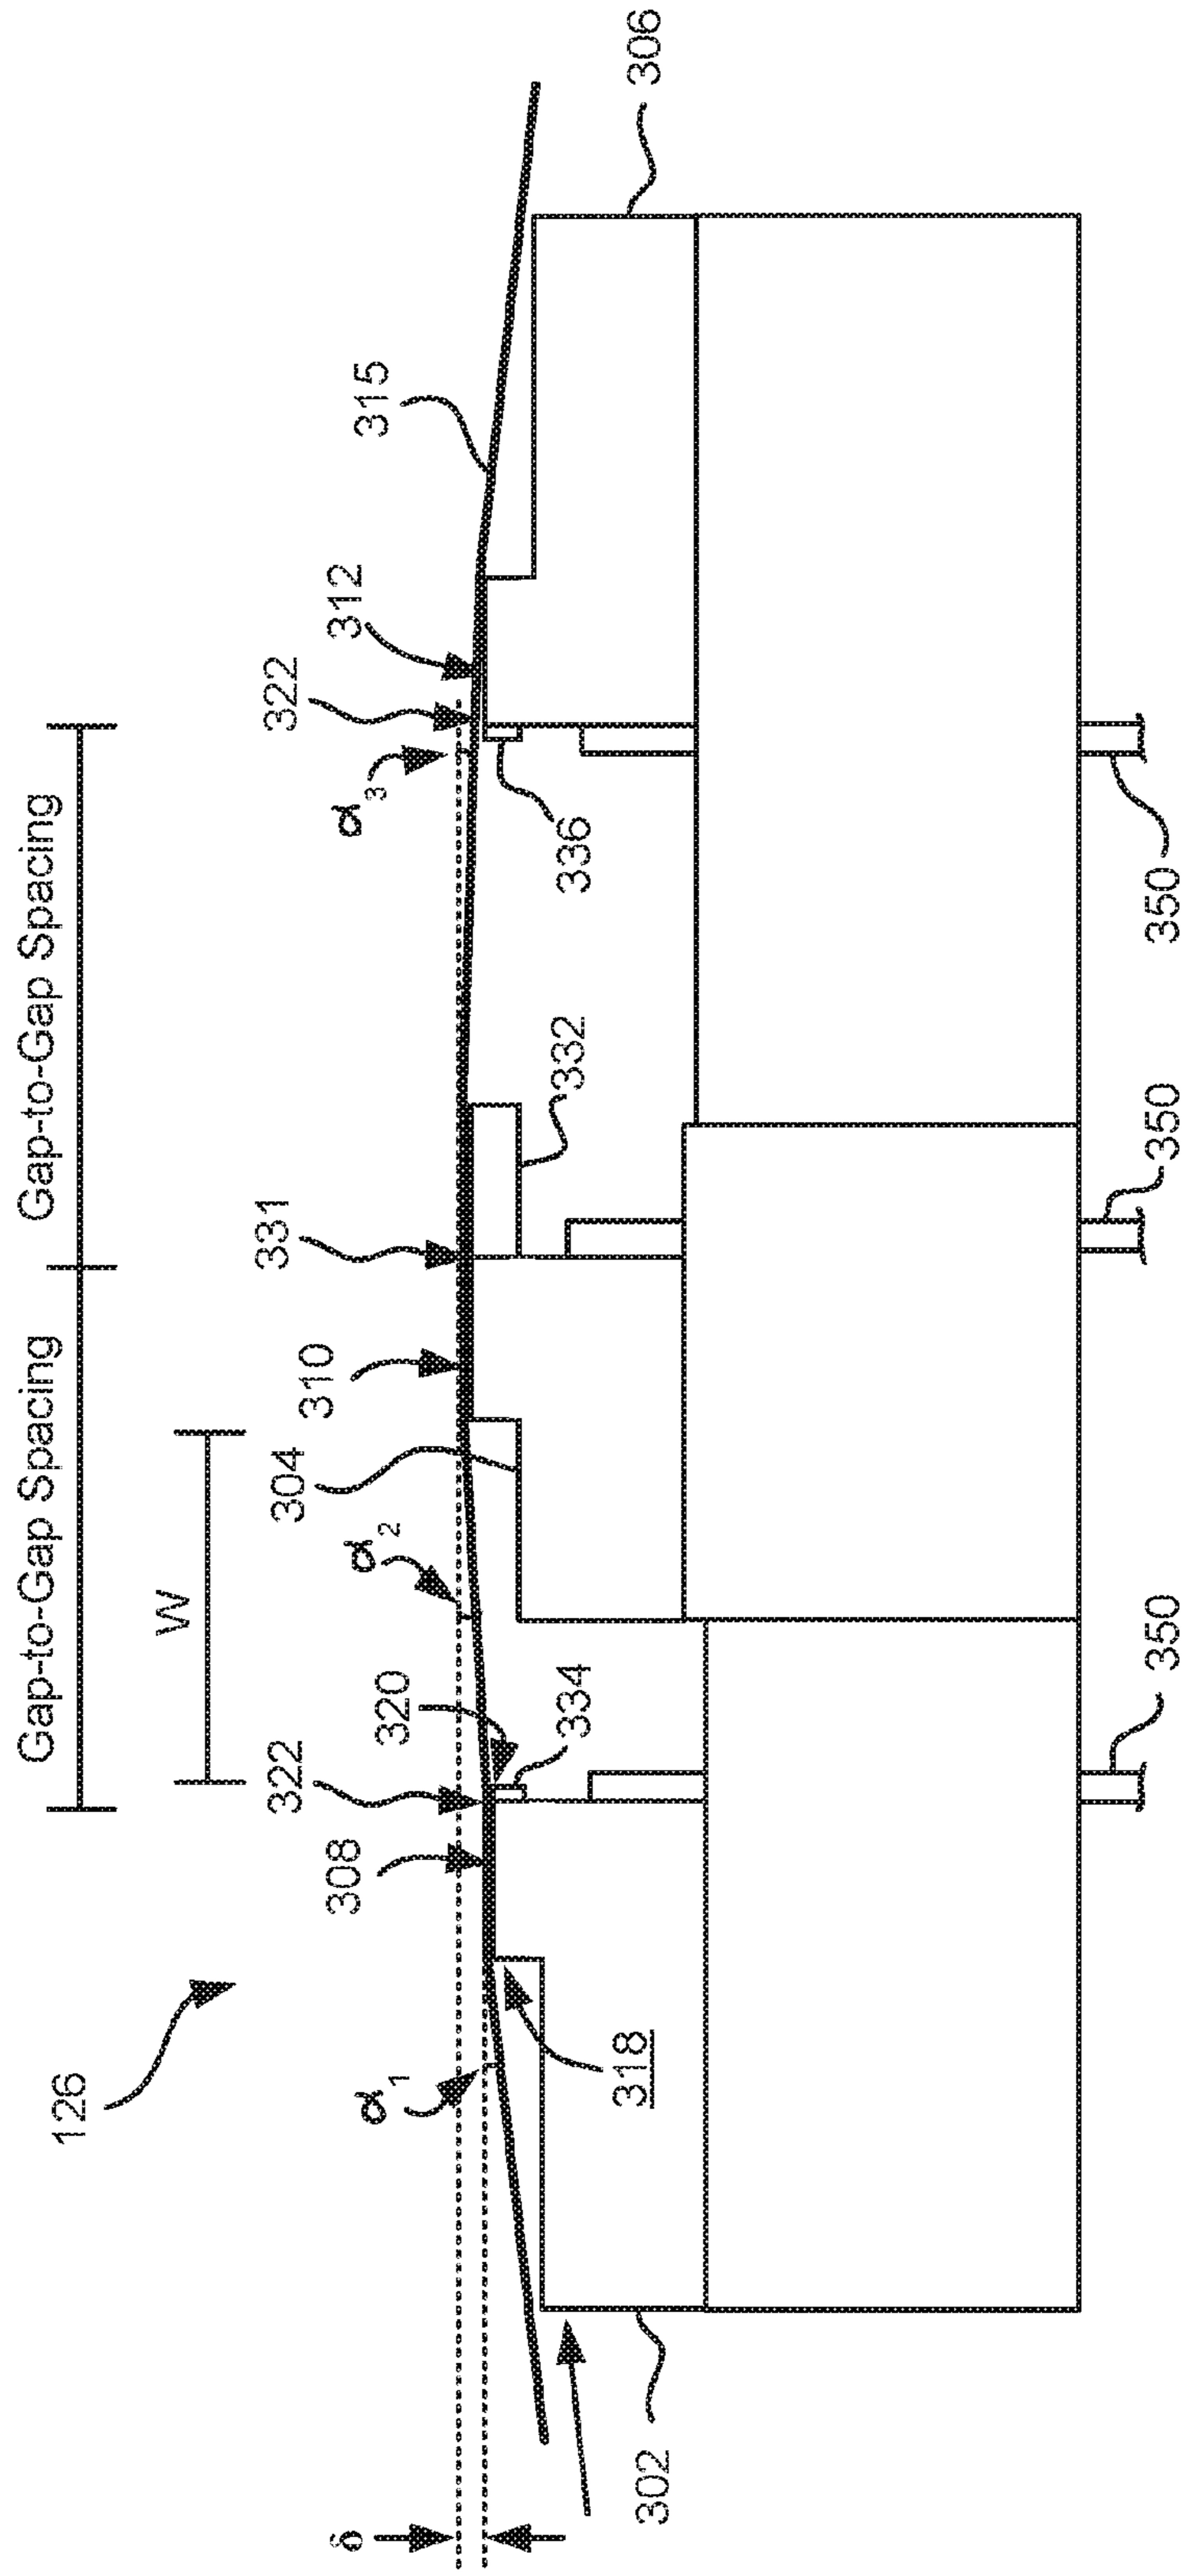 Gap-to-Gap Spacing
Gap-to-Gap Spacing
W
126
δ
α1
308
322
320
α2
304
310
331
α3
322
312
315
334
332
336
318
302
306
350
350
350